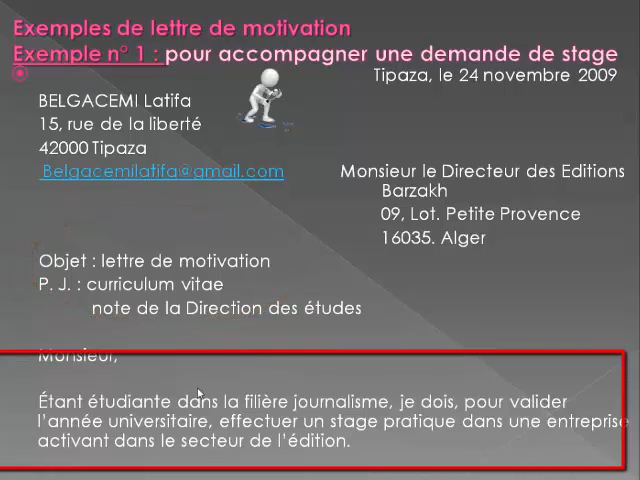 Exemples de lettre de motivation
Exemple n° 1 : pour accompagner une demande de stage
Tipaza, le 24 novembre 2009
BELGACEMI Latifa
15, rue de la liberté
42000 Tipaza
Belgacemilatifa@gmail.com
Monsieur le Directeur des Editions
Barzakh
09, Lot. Petite Provence
16035. Alger
Objet : lettre de motivation
P. J. : curriculum vitae
note de la Direction des études
Monsieur,
Étant étudiante dans la filière journalisme, je dois, pour valider
l'année universitaire, effectuer un stage pratique dans une entreprise
activant dans le secteur de l'édition.